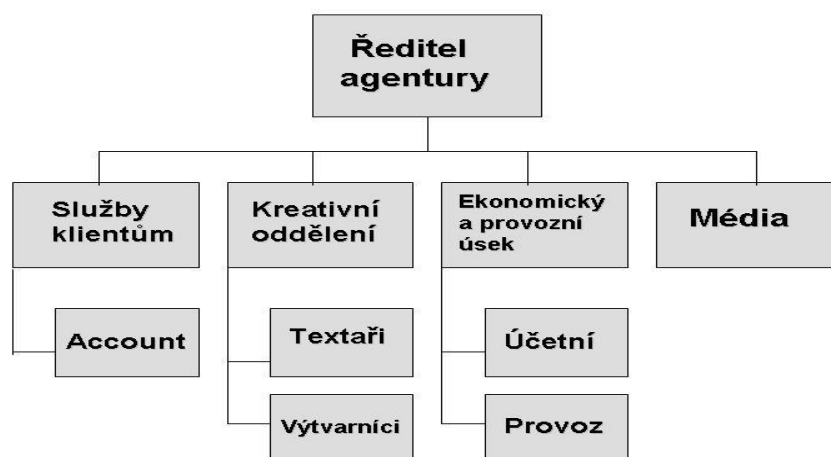 Ředitel
agentury
Služby
klientům
Kreativní
oddělení
Ekonomický
a provozní
úsek
Média
Account
Textaři
Účetní
Výtvarníci
Provoz